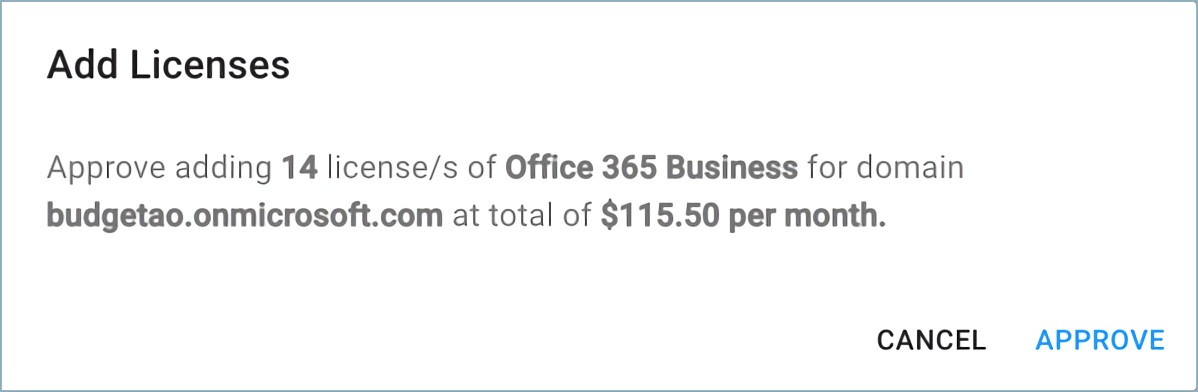 Add Licenses
Approve adding 14 license/s of Office 365 Business for domain
budgetao.onmicrosoft.com at total of $115.50 per month.
CANCEL APPROVE